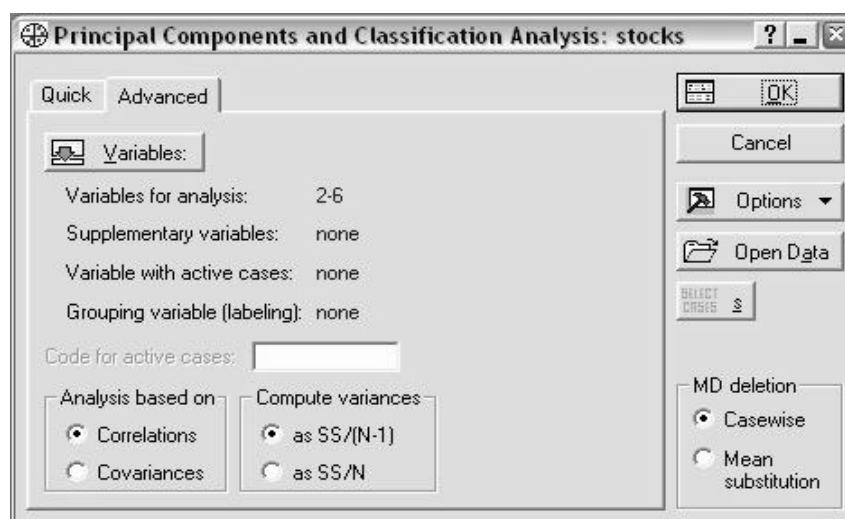 Principal Components and Classification Analysis: stocks
Quick
Advanced
Variables:
Variables for analysis: 2-6
Supplementary variables: none
Variable with active cases: none
Grouping variable (labeling): none
Code for active cases:
Analysis based on
Correlations
Covariances
Compute variances
as SS/(N-1)
as SS/N
OK
Cancel
Options
Open Data
SELECT
CASES
S
MD deletion
Casewise
Mean
substitution